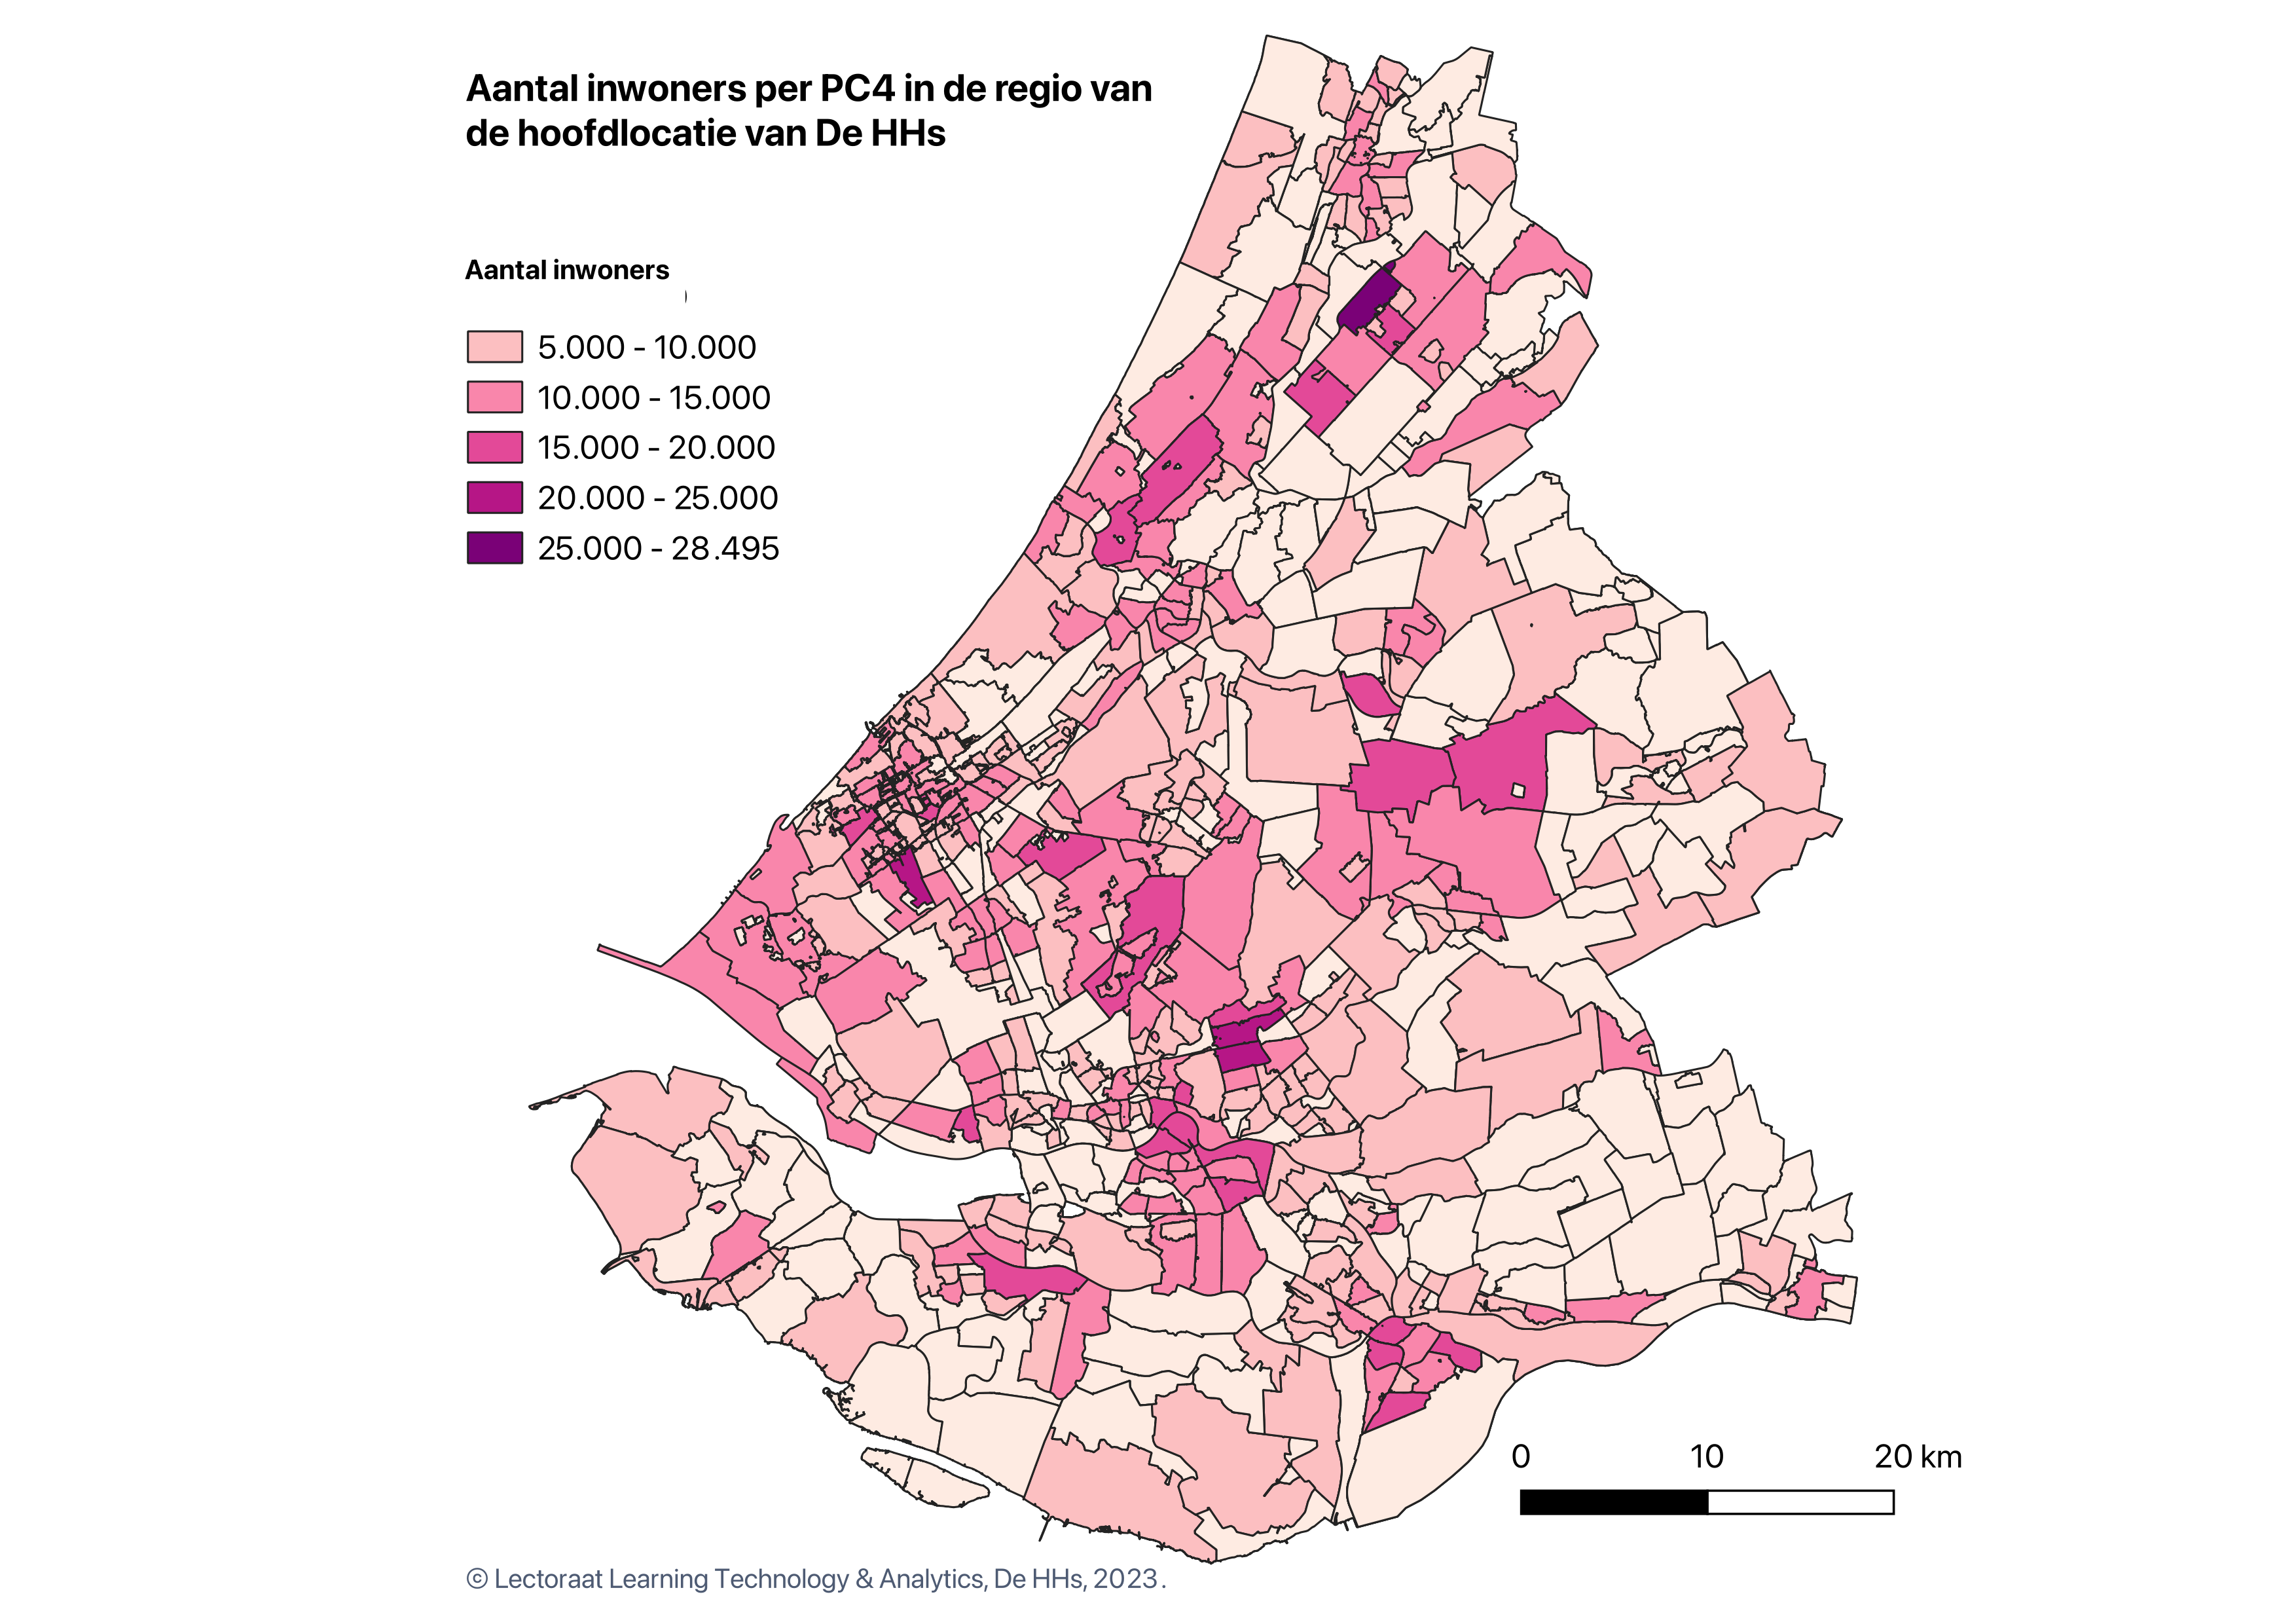 Aantal inwoners per PC4 in de regio van
de hoofdlocatie van De HHs
Aantal inwoners
5.000 - 10.000
10.000 - 15.000
15.000 - 20.000
20.000 - 25.000
25.000 - 28.495
0 10 20 km
© Lectoraat Learning Technology & Analytics, De HHs, 2023.